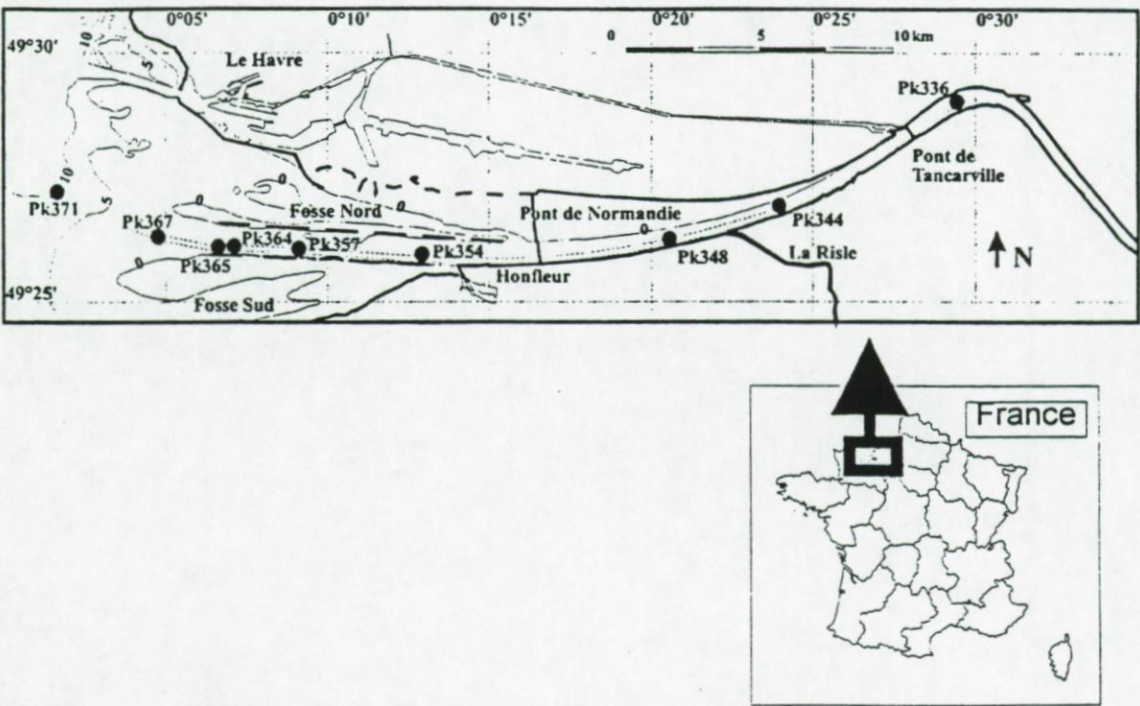 0°05' 0°10' 0°15' 0°20' 0°25' 0°30'
49°30'
10
5
Le Havre
0 5 10 km
Pk336
Pont de
Tancarville
10
5
Pk371
0
0
Fosse Nord
Pont de Normandie
0
Pk344
Pk367
Pk364
Pk357
Pk354
Pk348
La Risle
N
Pk365
0
Honfleur
49°25'
Fosse Sud
France